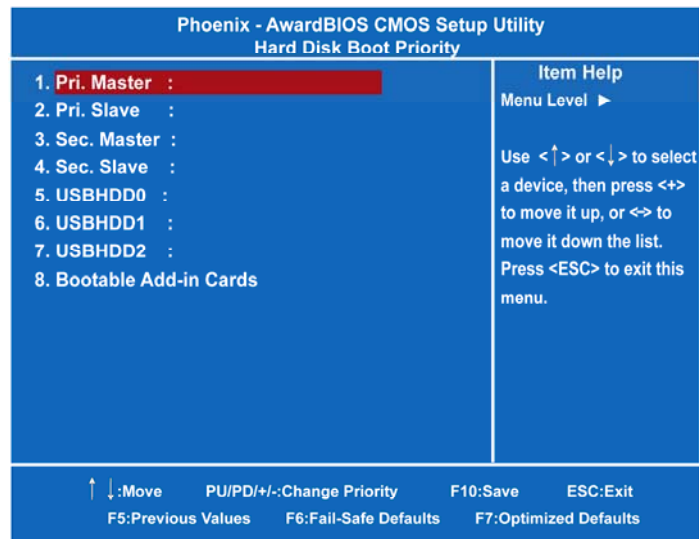 Phoenix - AwardBIOS CMOS Setup Utility
Hard Disk Boot Priority
1. Pri. Master :
2. Pri. Slave :
3. Sec. Master :
4. Sec. Slave :
5. USBHDD0 :
6. USBHDD1 :
7. USBHDD2 :
8. Bootable Add-in Cards
Item Help
Menu Level ►
Use <↑> or <↓> to select
a device, then press <+>
to move it up, or <-> to
move it down the list.
Press <ESC> to exit this
menu.
↑ ↓:Move PU/PD/+/-:Change Priority F10:Save ESC:Exit
F5:Previous Values F6:Fail-Safe Defaults F7:Optimized Defaults